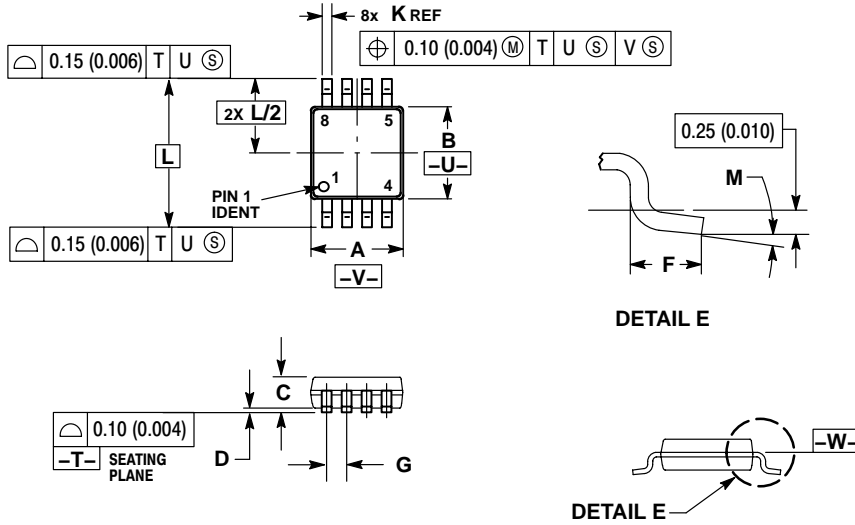 8x K REF
⌖ 0.10 (0.004) Ⓜ T U Ⓢ V Ⓢ
⌓ 0.15 (0.006) T U Ⓢ
2X L/2
8 5
B
–U–
L
PIN 1
IDENT
1
4
⌓ 0.15 (0.006) T U Ⓢ
A
–V–
0.25 (0.010)
M
F
DETAIL E
C
⌓ 0.10 (0.004)
–T– SEATING
PLANE
D
G
–W–
DETAIL E